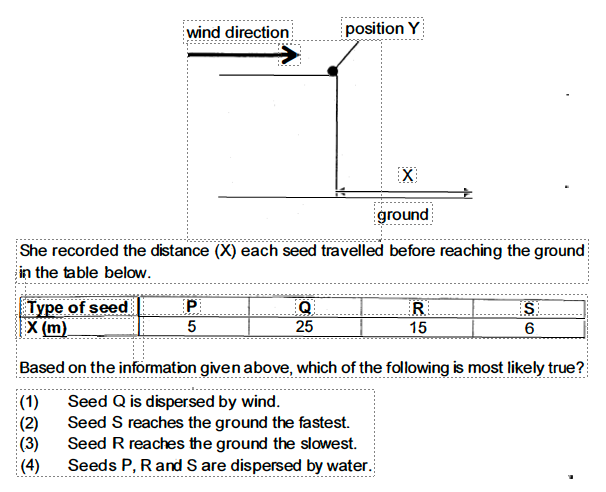 wind direction
position Y
X
ground
She recorded the distance (X) each seed travelled before reaching the ground
in the table below.
Type of seed P Q R S
X (m) 5 25 15 6
Based on the information given above, which of the following is most likely true?
(1) Seed Q is dispersed by wind.
(2) Seed S reaches the ground the fastest.
(3) Seed R reaches the ground the slowest.
(4) Seeds P, R and S are dispersed by water.